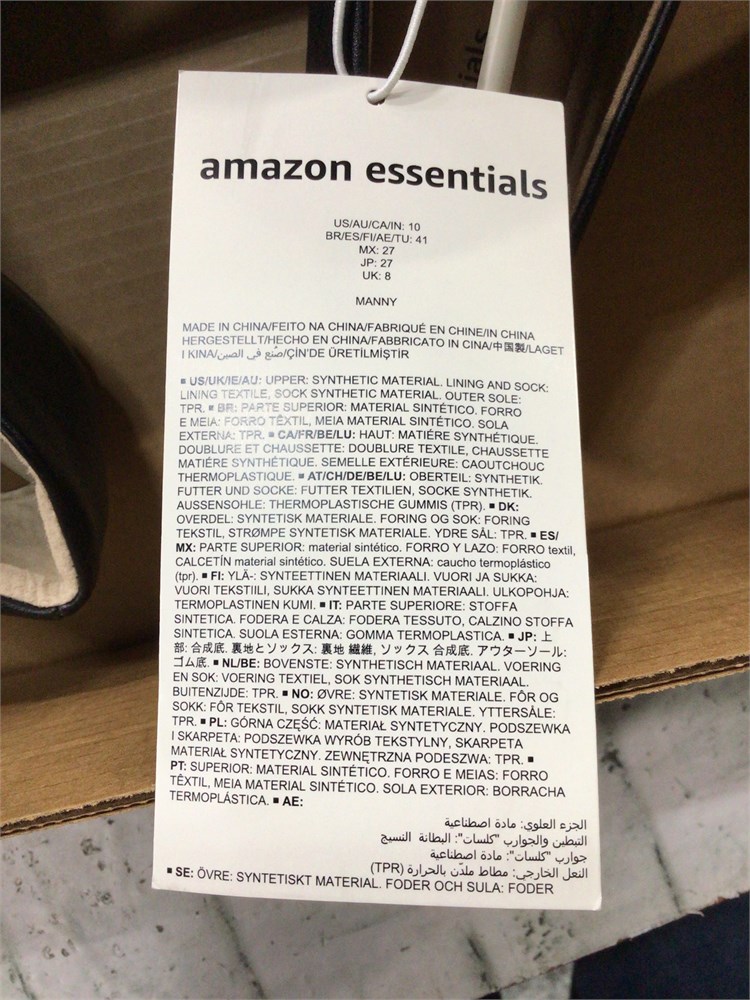 ials
amazon essentials
US/AU/CA/IN: 10
BR/ES/FI/AE/TU: 41
MX: 27
JP: 27
UK: 8
MANNY
MADE IN CHINA/FEITO NA CHINA/FABRIQUÉ EN CHINE/IN CHINA
HERGESTELLT/HECHO EN CHINA/FABBRICATO IN CINA/中国製/LAGET
I KINA/صُنع في الصين/ÇİN'DE ÜRETİLMİŞTİR
▪ US/UK/IE/AU: UPPER: SYNTHETIC MATERIAL. LINING AND SOCK:
LINING TEXTILE, SOCK SYNTHETIC MATERIAL. OUTER SOLE:
TPR. ▪ BR: PARTE SUPERIOR: MATERIAL SINTÉTICO. FORRO
E MEIA: FORRO TÊXTIL, MEIA MATERIAL SINTÉTICO. SOLA
EXTERNA: TPR. ▪ CA/FR/BE/LU: HAUT: MATIÉRE SYNTHÉTIQUE.
DOUBLURE ET CHAUSSETTE: DOUBLURE TEXTILE, CHAUSSETTE
MATIÉRE SYNTHÉTIQUE. SEMELLE EXTÉRIEURE: CAOUTCHOUC
THERMOPLASTIQUE. ▪ AT/CH/DE/BE/LU: OBERTEIL: SYNTHETIK.
FUTTER UND SOCKE: FUTTER TEXTILIEN, SOCKE SYNTHETIK.
AUSSENSOHLE: THERMOPLASTISCHE GUMMIS (TPR). ▪ DK:
OVERDEL: SYNTETISK MATERIALE. FORING OG SOK: FORING
TEKSTIL, STRØMPE SYNTETISK MATERIALE. YDRE SÅL: TPR. ▪ ES/
MX: PARTE SUPERIOR: material sintético. FORRO Y LAZO: FORRO textil,
CALCETÍN material sintético. SUELA EXTERNA: caucho termoplástico
(tpr). ▪ FI: YLÄ-: SYNTEETTINEN MATERIAALI. VUORI JA SUKKA:
VUORI TEKSTIILI, SUKKA SYNTEETTINEN MATERIAALI. ULKOPOHJA:
TERMOPLASTINEN KUMI. ▪ IT: PARTE SUPERIORE: STOFFA
SINTETICA. FODERA E CALZA: FODERA TESSUTO, CALZINO STOFFA
SINTETICA. SUOLA ESTERNA: GOMMA TERMOPLASTICA. ▪ JP: 上
部: 合成底. 裏地とソックス: 裏地 繊維, ソックス 合成底. アウターソール:
ゴム底. ▪ NL/BE: BOVENSTE: SYNTHETISCH MATERIAAL. VOERING
EN SOK: VOERING TEXTIEL, SOK SYNTHETISCH MATERIAAL.
BUITENZIJDE: TPR. ▪ NO: ØVRE: SYNTETISK MATERIALE. FÔR OG
SOKK: FÔR TEKSTIL, SOKK SYNTETISK MATERIALE. YTTERSÅLE:
TPR. ▪ PL: GÓRNA CZĘŚĆ: MATERIAŁ SYNTETYCZNY. PODSZEWKA
I SKARPETA: PODSZEWKA WYRÓB TEKSTYLNY, SKARPETA
MATERIAŁ SYNTETYCZNY. ZEWNĘTRZNA PODESZWA: TPR. ▪
PT: SUPERIOR: MATERIAL SINTÉTICO. FORRO E MEIAS: FORRO
TÊXTIL, MEIA MATERIAL SINTÉTICO. SOLA EXTERIOR: BORRACHA
TERMOPLÁSTICA. ▪ AE:
الجزء العلوي: مادة اصطناعية
التبطين والجوارب "كلسات": البطانة النسيج
جوارب "كلسات": مادة اصطناعية
النعل الخارجي: مطاط ملدّن بالحرارة (TPR)
▪ SE: ÖVRE: SYNTETISKT MATERIAL. FODER OCH SULA: FODER